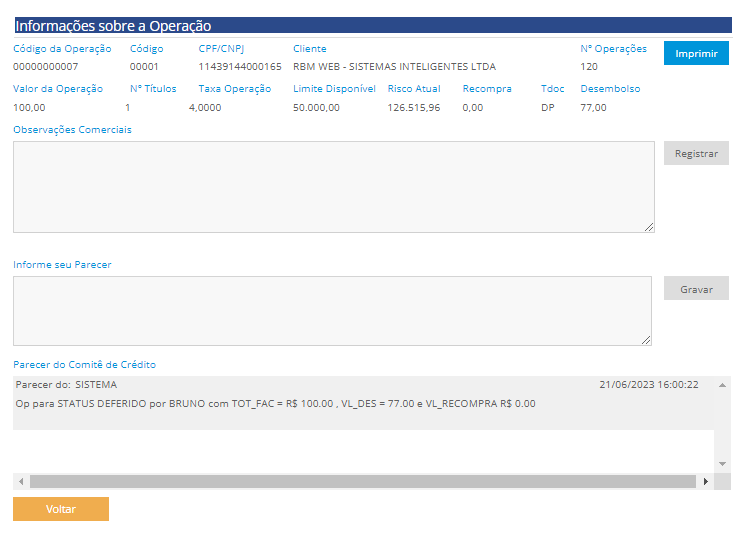 Informações sobre a Operação
Código da Operação Código CPF/CNPJ Cliente Nº Operações
00000000007 00001 11439144000165 RBM WEB - SISTEMAS INTELIGENTES LTDA 120
Imprimir
Valor da Operação Nº Títulos Taxa Operação Limite Disponível Risco Atual Recompra Tdoc Desembolso
100,00 1 4,0000 50.000,00 126.515,96 0,00 DP 77,00
Observações Comerciais
Registrar
Informe seu Parecer
Gravar
Parecer do Comitê de Crédito
Parecer do: SISTEMA 21/06/2023 16:00:22
Op para STATUS DEFERIDO por BRUNO com TOT_FAC = R$ 100.00 , VL_DES = 77.00 e VL_RECOMPRA R$ 0.00
Voltar